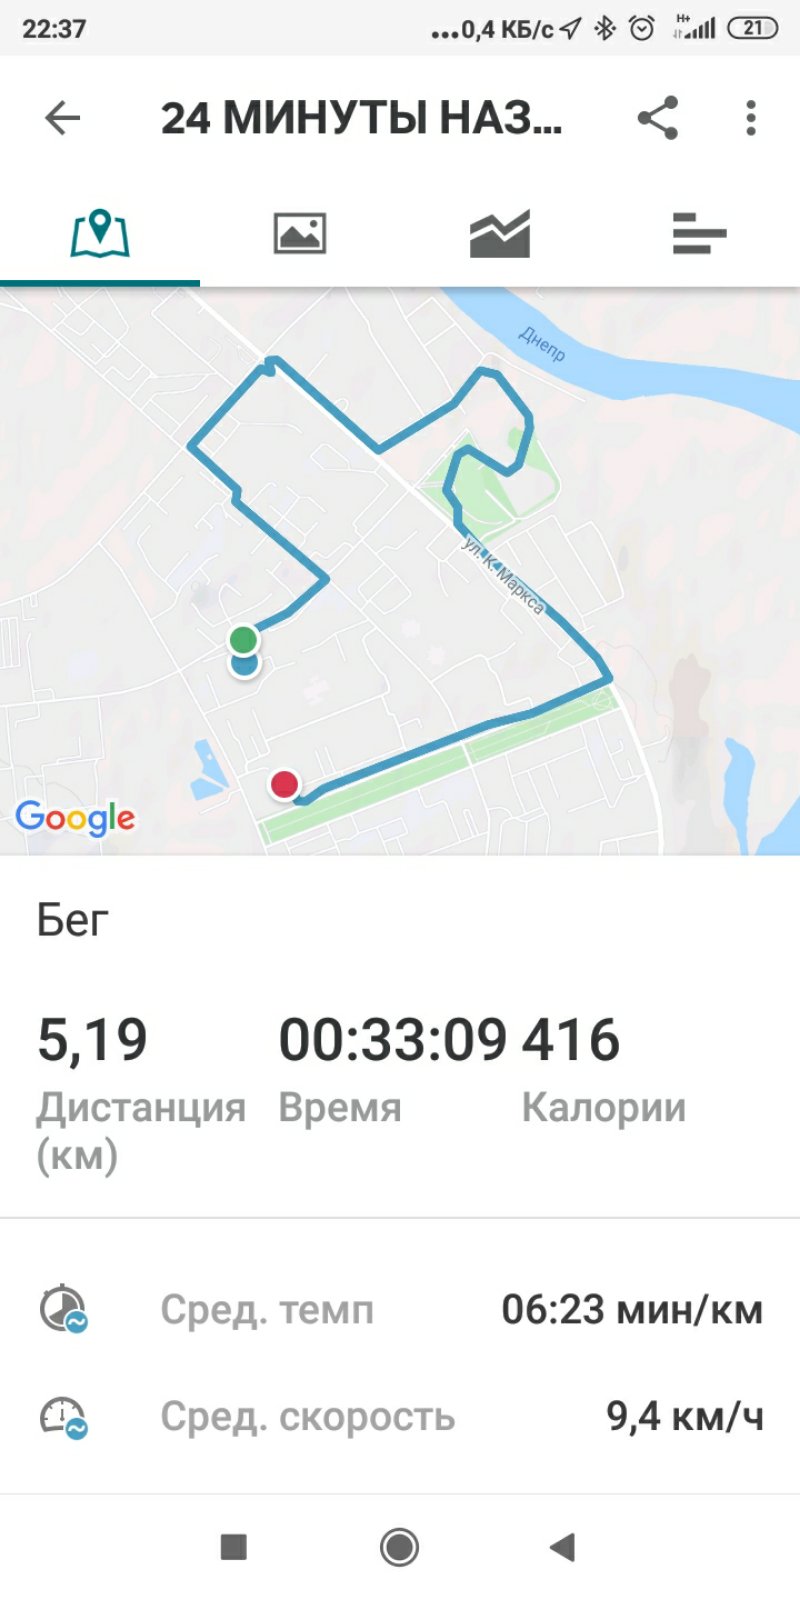 22:37
...0,4 КБ/с
H+
21
24 МИНУТЫ НАЗ...
Днепр
ул. К. Маркса
Google
Бег
5,19
00:33:09
416
Дистанция
(км)
Время
Калории
Сред. темп
06:23 мин/км
Сред. скорость
9,4 км/ч